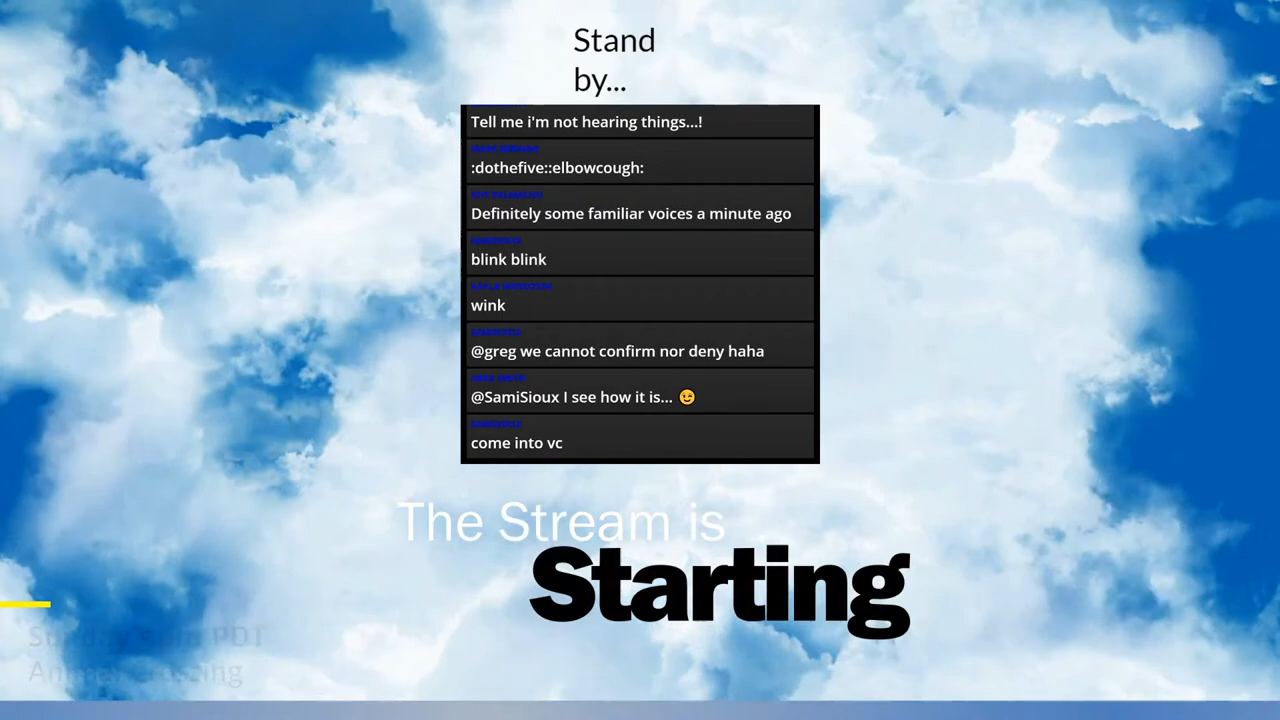 Stand
by...
Tell me i'm not hearing things...!
:dothefive::elbowcough:
Definitely some familiar voices a minute ago
blink blink
wink
@greg we cannot confirm nor deny haha
@SamiSioux I see how it is... 😉
come into vc
The Stream is
Starting
PDT